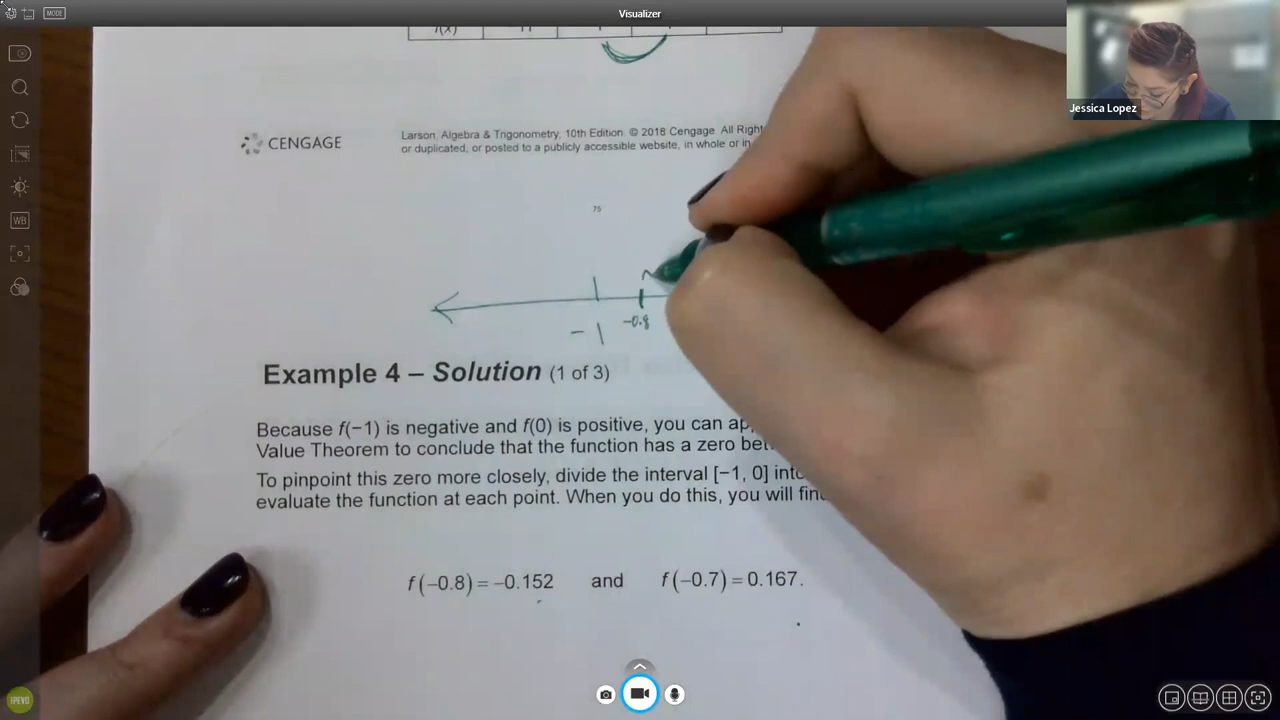 MODE
Visualizer
Jessica Lopez
WB
f(x)
CENGAGE
Larson, Algebra & Trigonometry, 10th Edition. © 2018 Cengage. All Right
or duplicated, or posted to a publicly accessible website, in whole or in
75
-1
-0.8
Example 4 – Solution (1 of 3)
Because f(−1) is negative and f(0) is positive, you can ap
Value Theorem to conclude that the function has a zero be
To pinpoint this zero more closely, divide the interval [−1, 0] into
evaluate the function at each point. When you do this, you will find
f(−0.8) = −0.152 and f(−0.7) = 0.167.
IPEVO